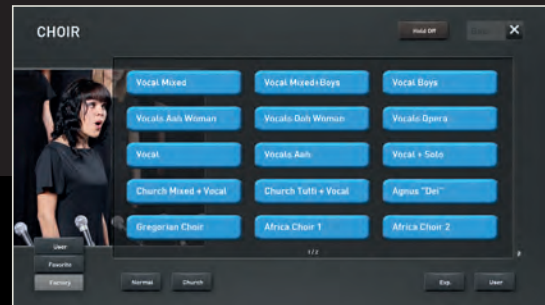 CHOIR
Hold Off
Vocal Mixed
Vocal Mixed+Boys
Vocal Boys
Vocals Aah Woman
Vocals Ooh Woman
Vocals Opera
Vocal
Vocals Aah
Vocal + Solo
Church Mixed + Vocal
Church Tutti + Vocal
Agnus "Dei"
Gregorian Choir
Africa Choir 1
Africa Choir 2
1/2
User
Favorite
Factory
Normal
Church
Exp.
User